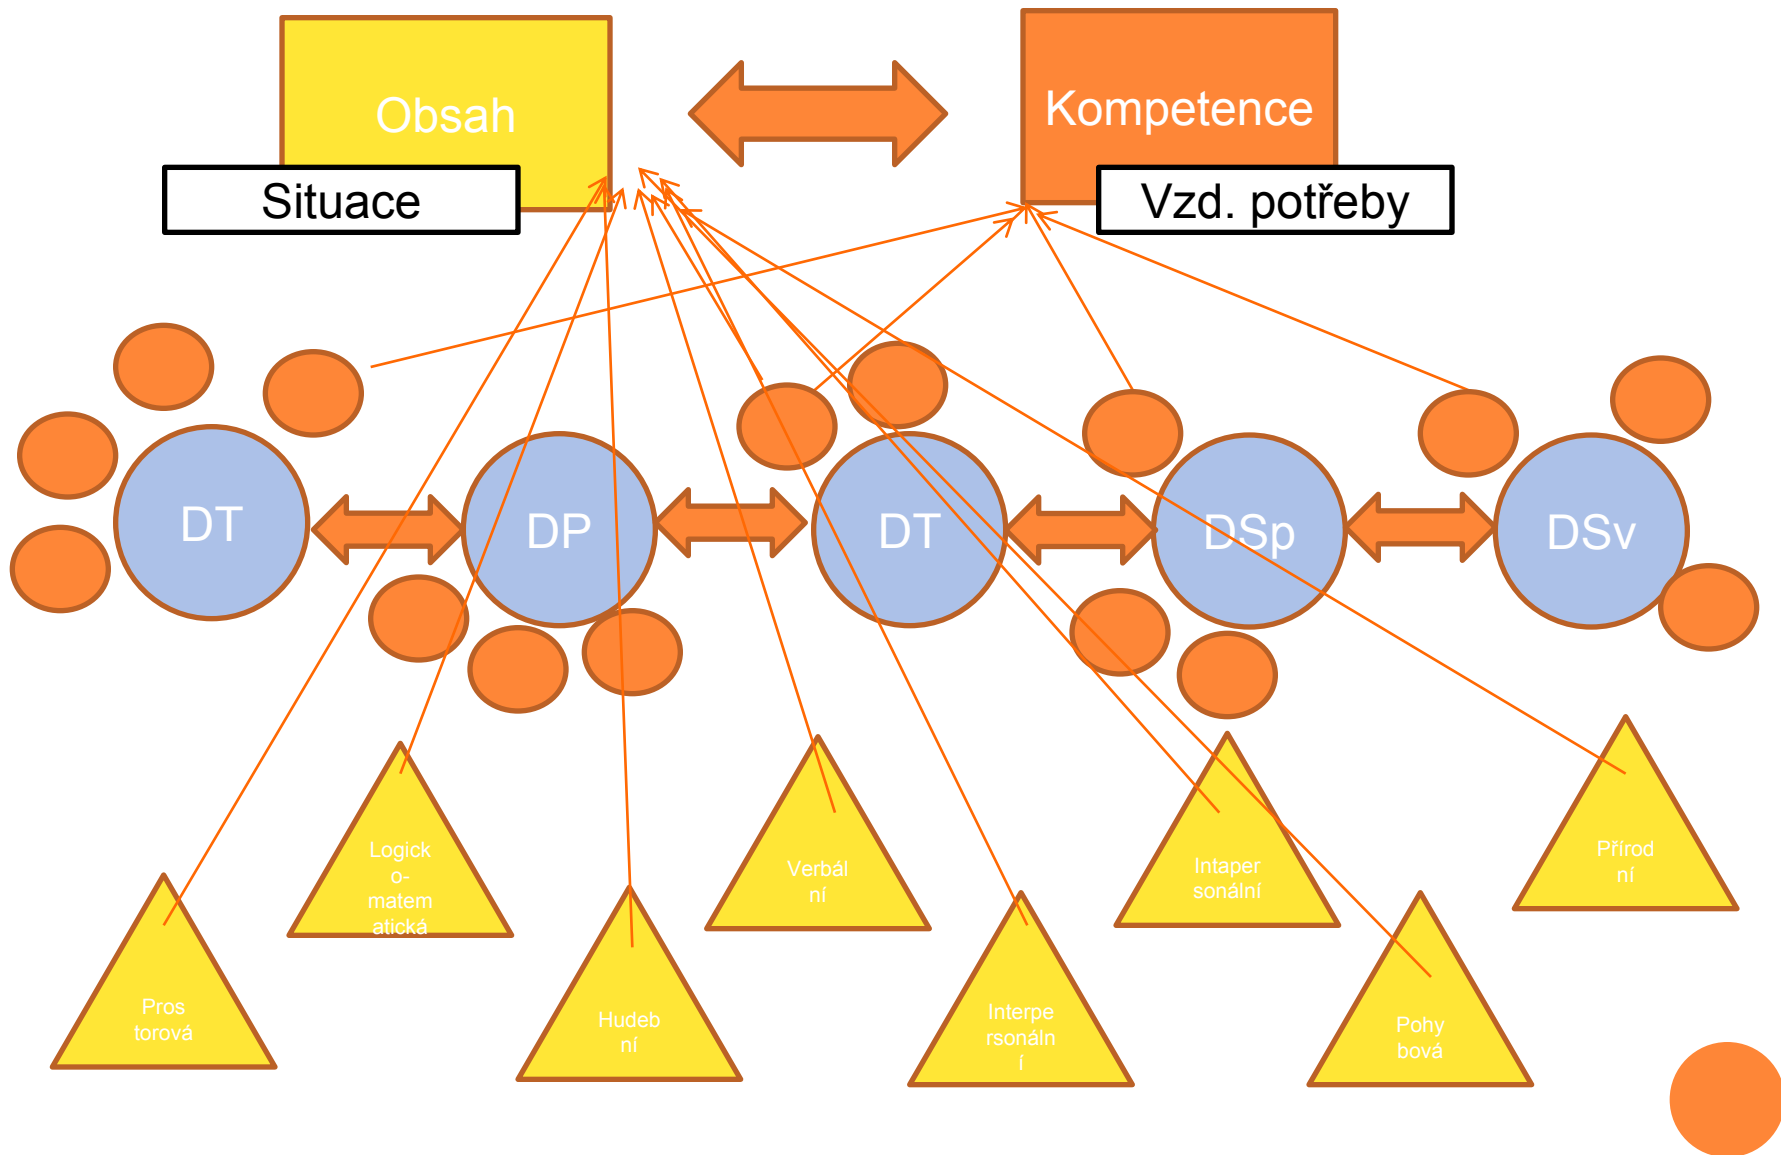 Obsah
Kompetence
Situace
Vzd. potřeby
DT
DP
DT
DSp
DSv
Logick
o-
matem
atická
Verbál
ní
Intaper
sonální
Přírod
ní
Pros
torová
Hudeb
ní
Interpe
rsonáln
í
Pohy
bová